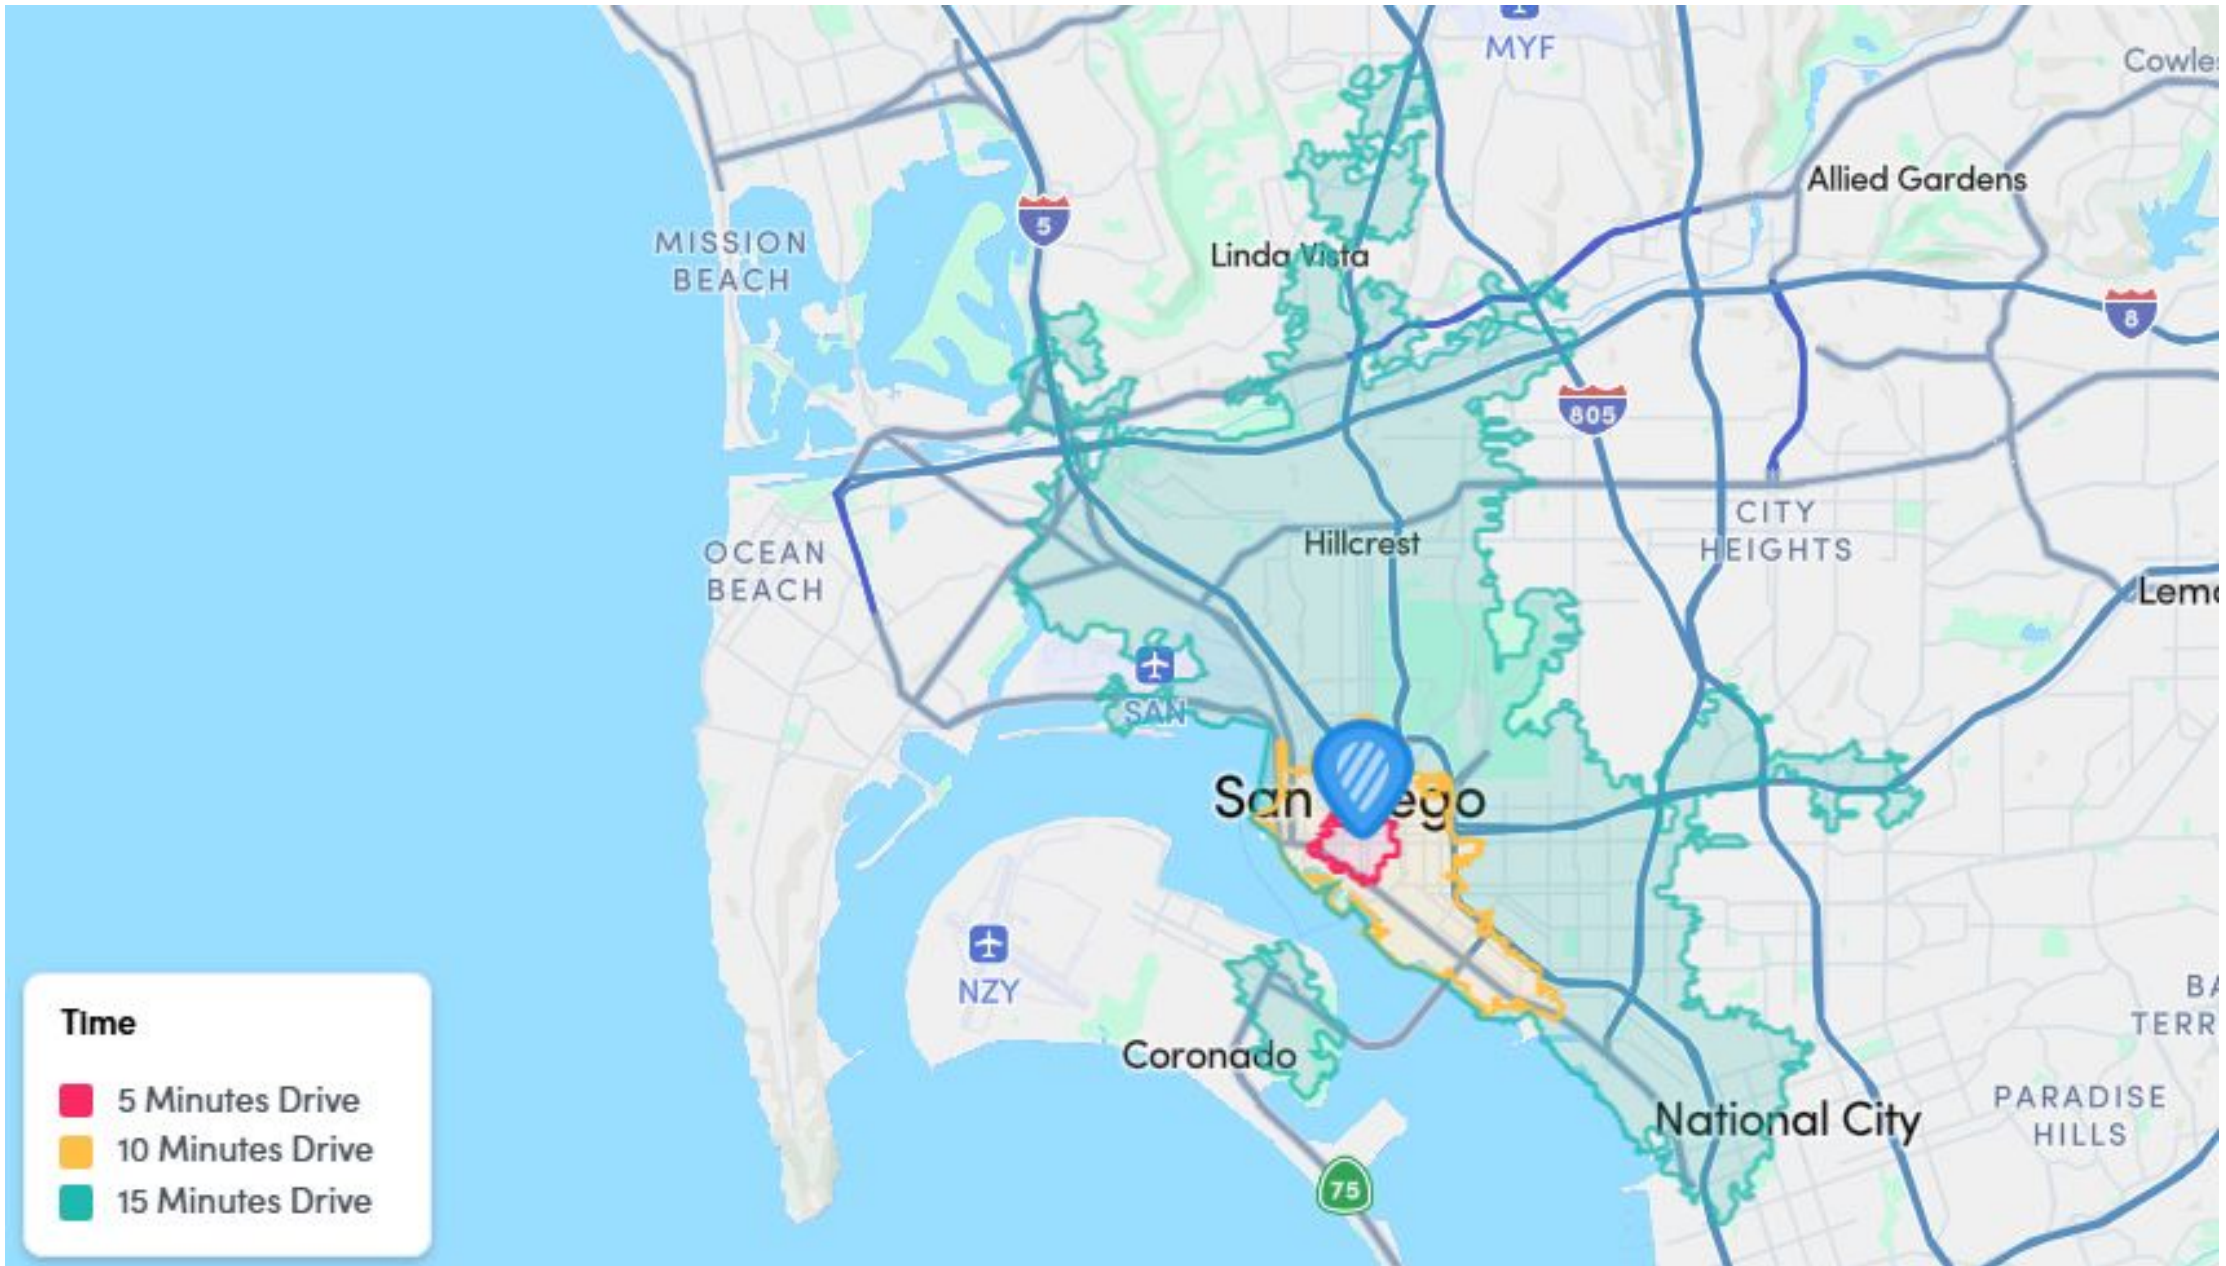 MYF
Cowles
Allied Gardens
5
MISSION
BEACH
Linda Vista
8
805
CITY
HEIGHTS
Hillcrest
OCEAN
BEACH
Lemo
SAN
San
ego
NZY
Coronado
BA
TERR
National City
PARADISE
HILLS
75
Time
5 Minutes Drive
10 Minutes Drive
15 Minutes Drive